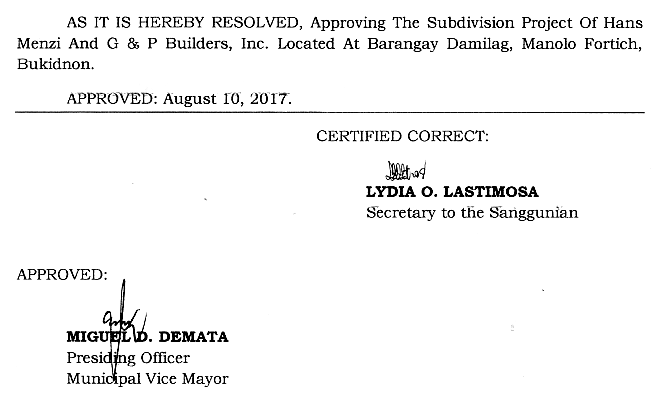 AS IT IS HEREBY RESOLVED, Approving The Subdivision Project Of Hans
Menzi And G & P Builders, Inc. Located At Barangay Damilag, Manolo Fortich,
Bukidnon.
APPROVED: August 10, 2017.
CERTIFIED CORRECT:
LYDIA O. LASTIMOSA
Secretary to the Sanggunian
APPROVED:
MIGUEL D. DEMATA
Presiding Officer
Municipal Vice Mayor